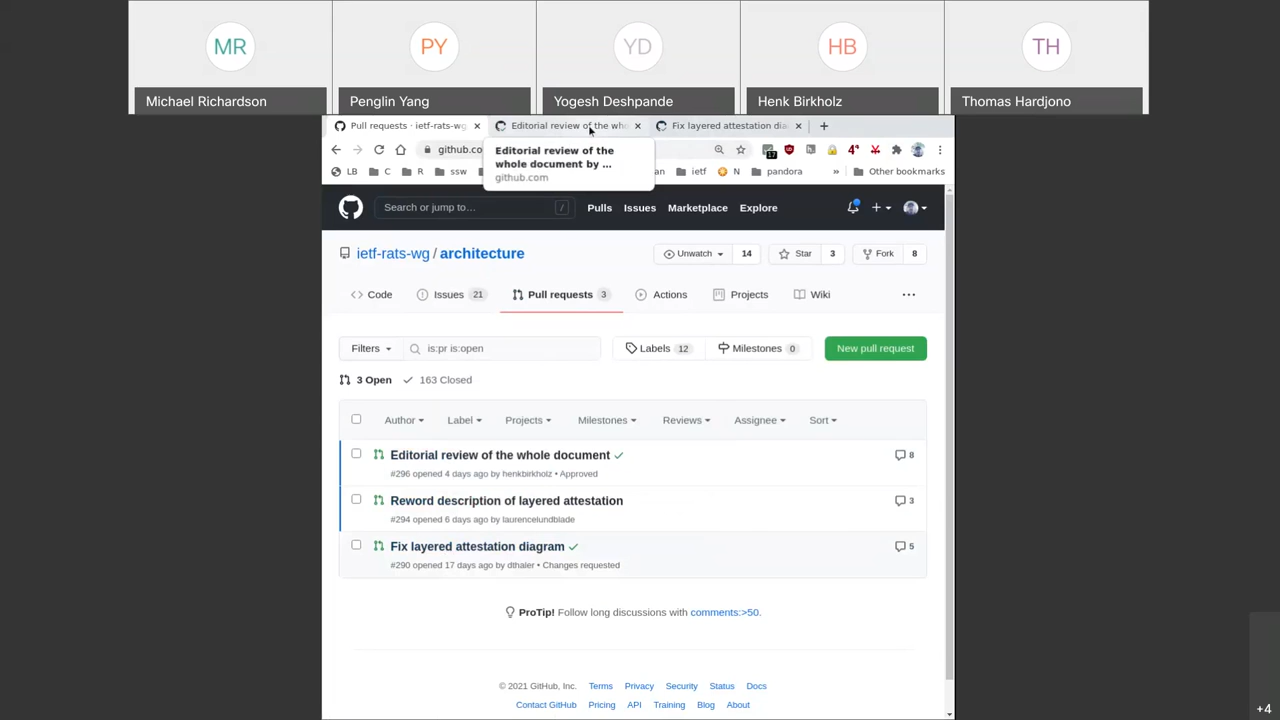 MR
PY
YD
HB
TH
Michael Richardson
Penglin Yang
Yogesh Deshpande
Henk Birkholz
Thomas Hardjono
Pull requests · ietf-rats-wg
Editorial review of the who
Fix layered attestation dia
github.co
17
4⁹
Editorial review of the
whole document by ...
github.com
LB
C
R
ssw
an
ietf
N
pandora
»
Other bookmarks
Search or jump to…
/
Pulls
Issues
Marketplace
Explore
ietf-rats-wg / architecture
Unwatch
14
Star
3
Fork
8
Code
Issues 21
Pull requests 3
Actions
Projects
Wiki
Filters
is:pr is:open
Labels 12
Milestones 0
New pull request
3 Open
163 Closed
Author
Label
Projects
Milestones
Reviews
Assignee
Sort
Editorial review of the whole document
8
#296 opened 4 days ago by henkbirkholz • Approved
Reword description of layered attestation
3
#294 opened 6 days ago by laurencelundblade
Fix layered attestation diagram
5
#290 opened 17 days ago by dthaler • Changes requested
ProTip! Follow long discussions with comments:>50.
© 2021 GitHub, Inc.
Terms
Privacy
Security
Status
Docs
Contact GitHub
Pricing
API
Training
Blog
About
+4